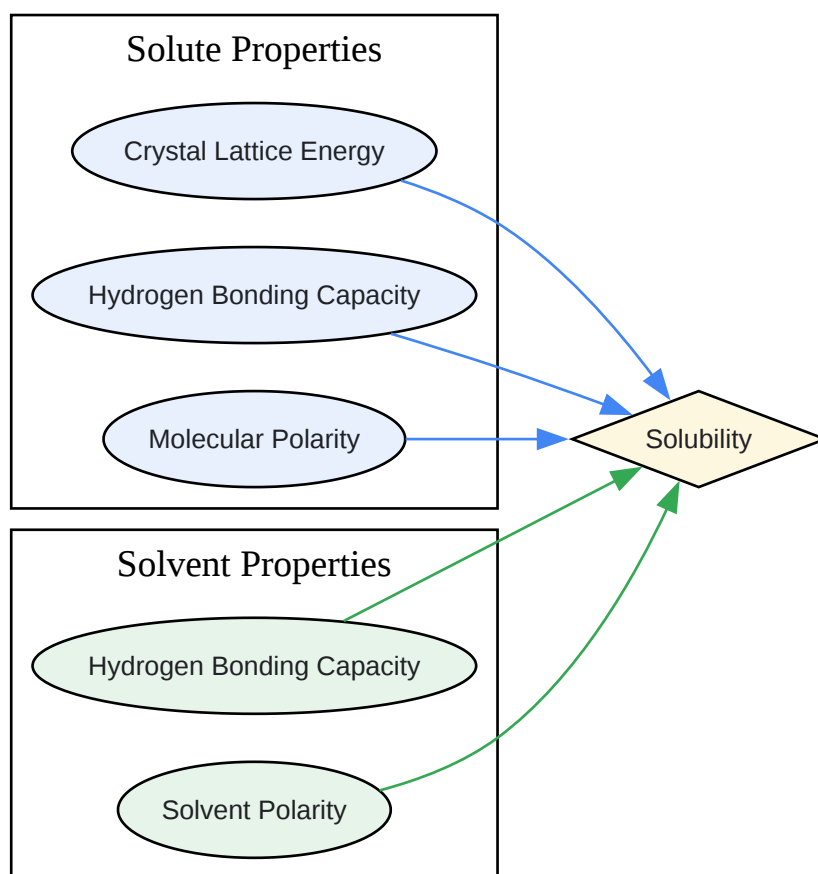 Solute Properties
Crystal Lattice Energy
Hydrogen Bonding Capacity
Molecular Polarity
Solubility
Solvent Properties
Hydrogen Bonding Capacity
Solvent Polarity